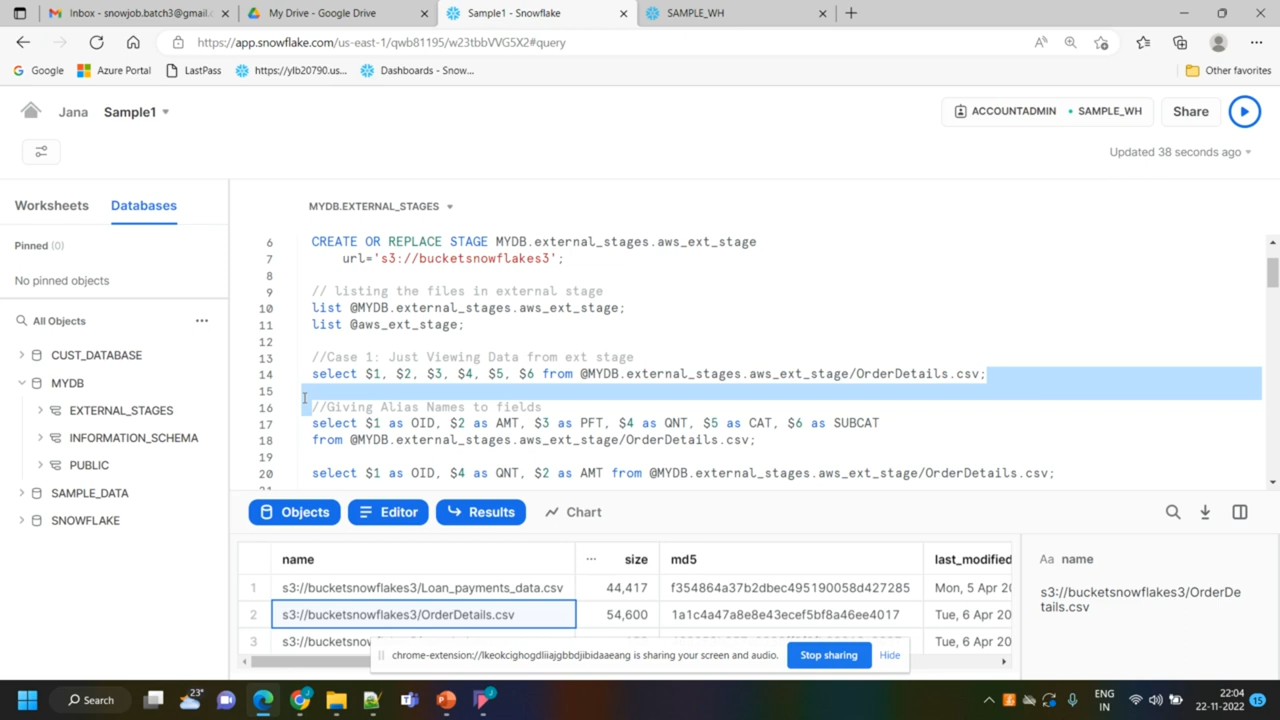 Inbox - snowjob.batch3@gmail.c
My Drive - Google Drive
Sample1 - Snowflake
SAMPLE_WH
https://app.snowflake.com/us-east-1/qwb81195/w23tbbVVG5X2#query
Google
Azure Portal
LastPass
https://ylb20790.us...
Dashboards - Snow...
Other favorites
Jana
Sample1
ACCOUNTADMIN
SAMPLE_WH
Share
Updated 38 seconds ago
Worksheets
Databases
MYDB.EXTERNAL_STAGES
Pinned (0)
No pinned objects
All Objects
CUST_DATABASE
MYDB
EXTERNAL_STAGES
INFORMATION_SCHEMA
PUBLIC
SAMPLE_DATA
SNOWFLAKE
6 CREATE OR REPLACE STAGE MYDB.external_stages.aws_ext_stage
7 url='s3://bucketsnowflakes3';
8
9 // listing the files in external stage
10 list @MYDB.external_stages.aws_ext_stage;
11 list @aws_ext_stage;
12
13 //Case 1: Just Viewing Data from ext stage
14 select $1, $2, $3, $4, $5, $6 from @MYDB.external_stages.aws_ext_stage/OrderDetails.csv;
15
16 //Giving Alias Names to fields
17 select $1 as OID, $2 as AMT, $3 as PFT, $4 as QNT, $5 as CAT, $6 as SUBCAT
18 from @MYDB.external_stages.aws_ext_stage/OrderDetails.csv;
19
20 select $1 as OID, $4 as QNT, $2 as AMT from @MYDB.external_stages.aws_ext_stage/OrderDetails.csv;
Objects
Editor
Results
Chart
name ... size md5 last_modified
1 s3://bucketsnowflakes3/Loan_payments_data.csv 44,417 f354864a37b2dbec495190058d427285 Mon, 5 Apr 20
2 s3://bucketsnowflakes3/OrderDetails.csv 54,600 1a1c4a47a8e8e43ecef5bf8a46ee4017 Tue, 6 Apr 20
3 s3://bucketsnowflakes3 Tue, 6 Apr 20
Aa name
s3://bucketsnowflakes3/OrderDe
tails.csv
chrome-extension://lkeokcighogdliiajgbbdjibidaaeang is sharing your screen and audio.
Stop sharing
Hide
23°
Search
ENG
IN
22:04
22-11-2022
15